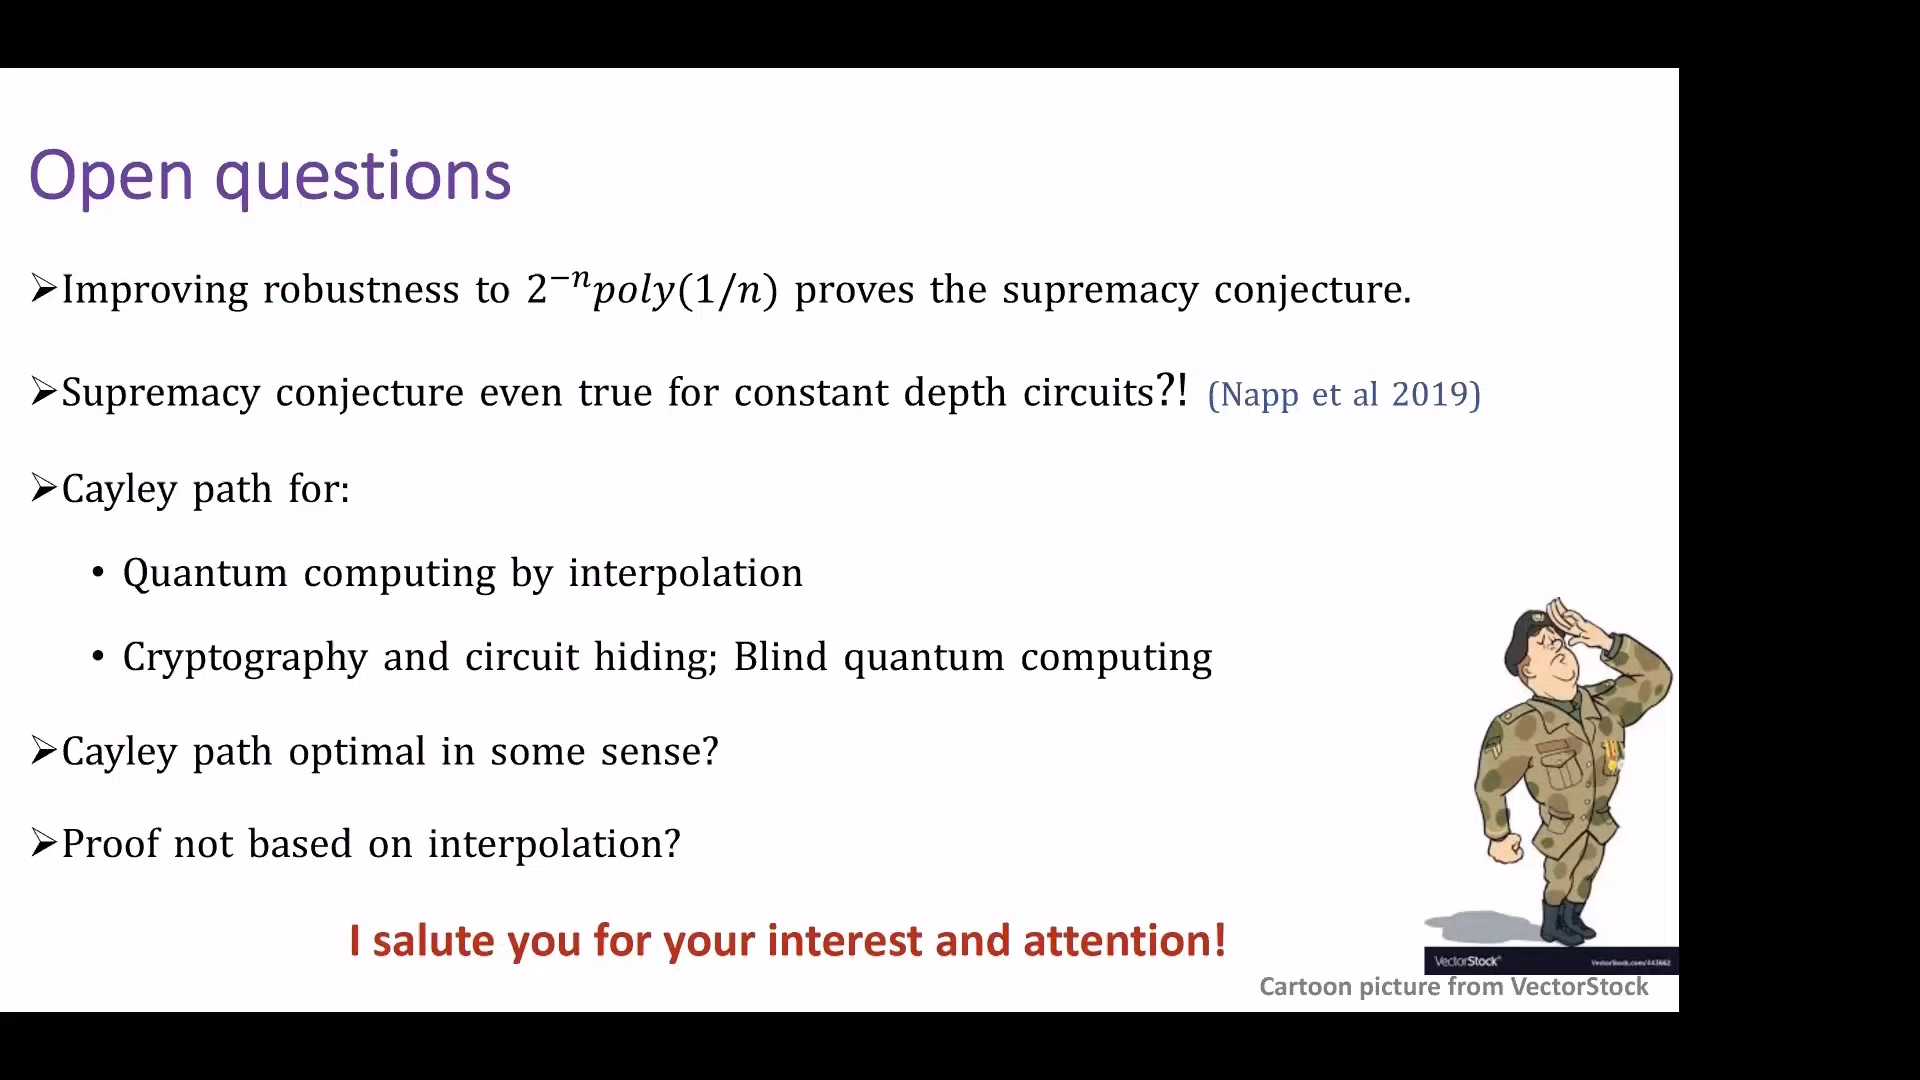 Open questions
➢Improving robustness to 2⁻ⁿpoly(1/n) proves the supremacy conjecture.
➢Supremacy conjecture even true for constant depth circuits?! (Napp et al 2019)
➢Cayley path for:
• Quantum computing by interpolation
• Cryptography and circuit hiding; Blind quantum computing
➢Cayley path optimal in some sense?
➢Proof not based on interpolation?
I salute you for your interest and attention!
VectorStock® VectorStock.com/443662
Cartoon picture from VectorStock